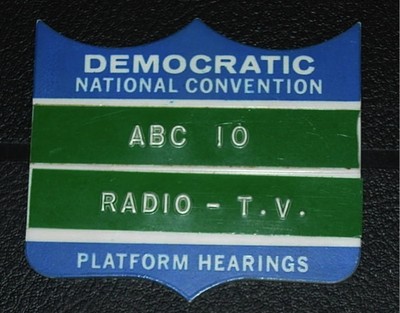 DEMOCRATIC
NATIONAL CONVENTION
ABC 10
RADIO - T.V.
PLATFORM HEARINGS